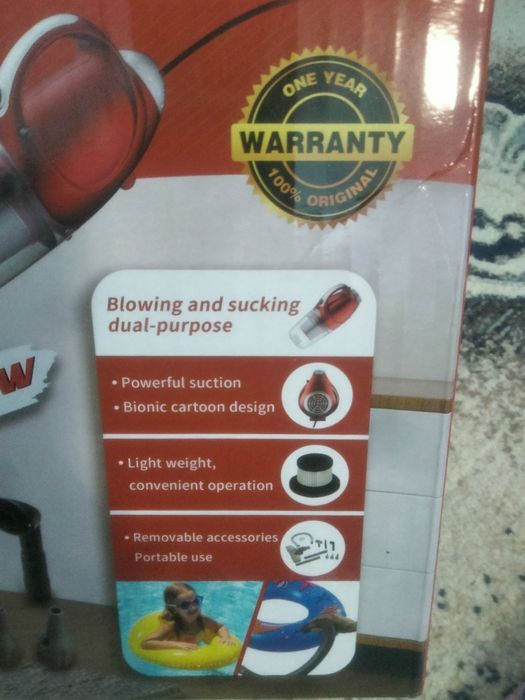 ONE YEAR
WARRANTY
100% ORIGINAL
Blowing and sucking
dual-purpose
• Powerful suction
• Bionic cartoon design
• Light weight,
convenient operation
• Removable accessories
Portable use
W